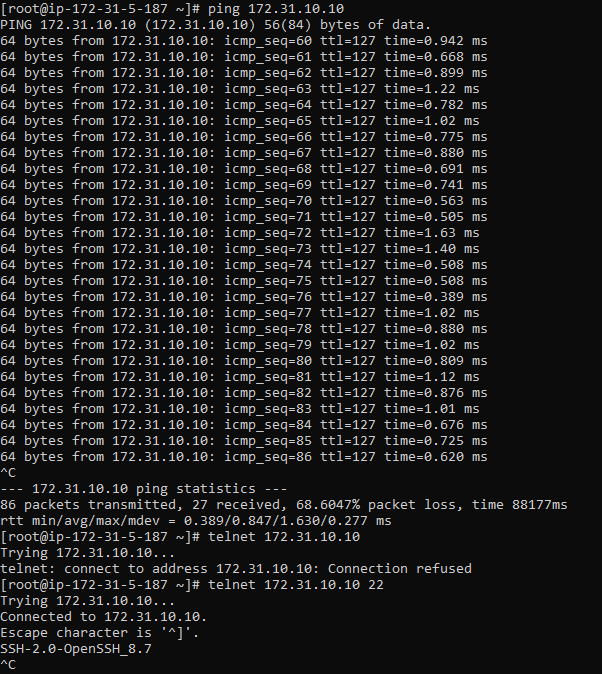 [root@ip-172-31-5-187 ~]# ping 172.31.10.10
PING 172.31.10.10 (172.31.10.10) 56(84) bytes of data.
64 bytes from 172.31.10.10: icmp_seq=60 ttl=127 time=0.942 ms
64 bytes from 172.31.10.10: icmp_seq=61 ttl=127 time=0.668 ms
64 bytes from 172.31.10.10: icmp_seq=62 ttl=127 time=0.899 ms
64 bytes from 172.31.10.10: icmp_seq=63 ttl=127 time=1.22 ms
64 bytes from 172.31.10.10: icmp_seq=64 ttl=127 time=0.782 ms
64 bytes from 172.31.10.10: icmp_seq=65 ttl=127 time=1.02 ms
64 bytes from 172.31.10.10: icmp_seq=66 ttl=127 time=0.775 ms
64 bytes from 172.31.10.10: icmp_seq=67 ttl=127 time=0.880 ms
64 bytes from 172.31.10.10: icmp_seq=68 ttl=127 time=0.691 ms
64 bytes from 172.31.10.10: icmp_seq=69 ttl=127 time=0.741 ms
64 bytes from 172.31.10.10: icmp_seq=70 ttl=127 time=0.563 ms
64 bytes from 172.31.10.10: icmp_seq=71 ttl=127 time=0.505 ms
64 bytes from 172.31.10.10: icmp_seq=72 ttl=127 time=1.63 ms
64 bytes from 172.31.10.10: icmp_seq=73 ttl=127 time=1.40 ms
64 bytes from 172.31.10.10: icmp_seq=74 ttl=127 time=0.508 ms
64 bytes from 172.31.10.10: icmp_seq=75 ttl=127 time=0.508 ms
64 bytes from 172.31.10.10: icmp_seq=76 ttl=127 time=0.389 ms
64 bytes from 172.31.10.10: icmp_seq=77 ttl=127 time=1.02 ms
64 bytes from 172.31.10.10: icmp_seq=78 ttl=127 time=0.880 ms
64 bytes from 172.31.10.10: icmp_seq=79 ttl=127 time=1.02 ms
64 bytes from 172.31.10.10: icmp_seq=80 ttl=127 time=0.809 ms
64 bytes from 172.31.10.10: icmp_seq=81 ttl=127 time=1.12 ms
64 bytes from 172.31.10.10: icmp_seq=82 ttl=127 time=0.876 ms
64 bytes from 172.31.10.10: icmp_seq=83 ttl=127 time=1.01 ms
64 bytes from 172.31.10.10: icmp_seq=84 ttl=127 time=0.676 ms
64 bytes from 172.31.10.10: icmp_seq=85 ttl=127 time=0.725 ms
64 bytes from 172.31.10.10: icmp_seq=86 ttl=127 time=0.620 ms
^C
--- 172.31.10.10 ping statistics ---
86 packets transmitted, 27 received, 68.6047% packet loss, time 88177ms
rtt min/avg/max/mdev = 0.389/0.847/1.630/0.277 ms
[root@ip-172-31-5-187 ~]# telnet 172.31.10.10
Trying 172.31.10.10...
telnet: connect to address 172.31.10.10: Connection refused
[root@ip-172-31-5-187 ~]# telnet 172.31.10.10 22
Trying 172.31.10.10...
Connected to 172.31.10.10.
Escape character is '^]'.
SSH-2.0-OpenSSH_8.7
^C